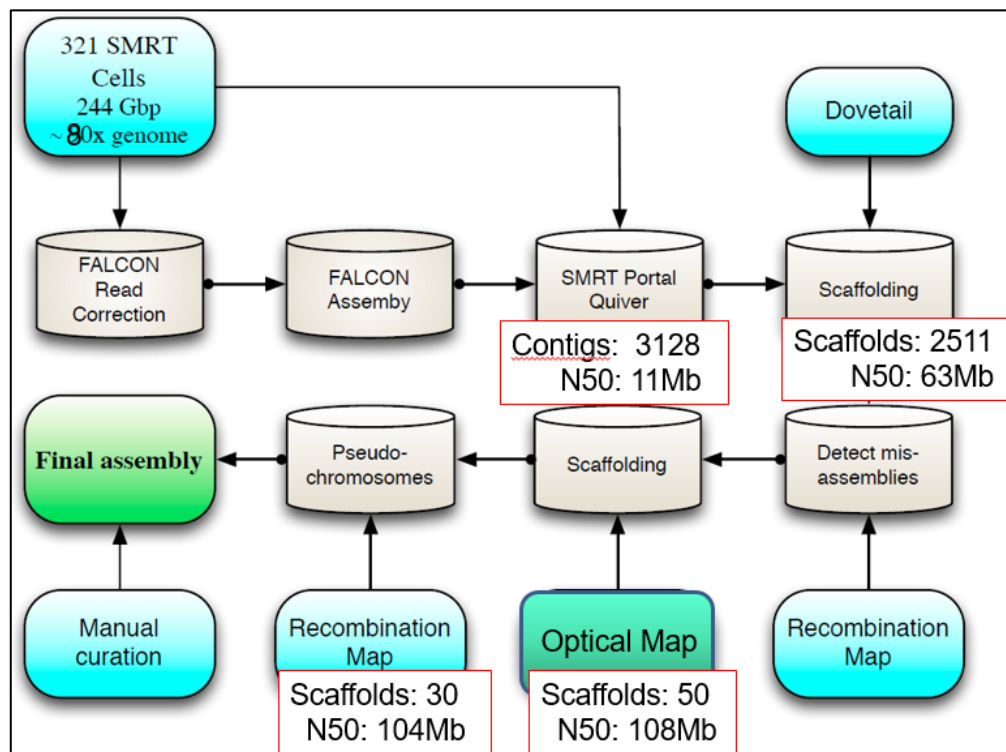 321 SMRT
Cells
244 Gbp
~80x genome
Dovetail
FALCON
Read
Correction
FALCON
Assemby
SMRT Portal
Quiver
Scaffolding
Contigs: 3128
N50: 11Mb
Scaffolds: 2511
N50: 63Mb
Final assembly
Pseudo-
chromosomes
Scaffolding
Detect mis-
assemblies
Manual
curation
Recombination
Map
Optical Map
Recombination
Map
Scaffolds: 30
N50: 104Mb
Scaffolds: 50
N50: 108Mb